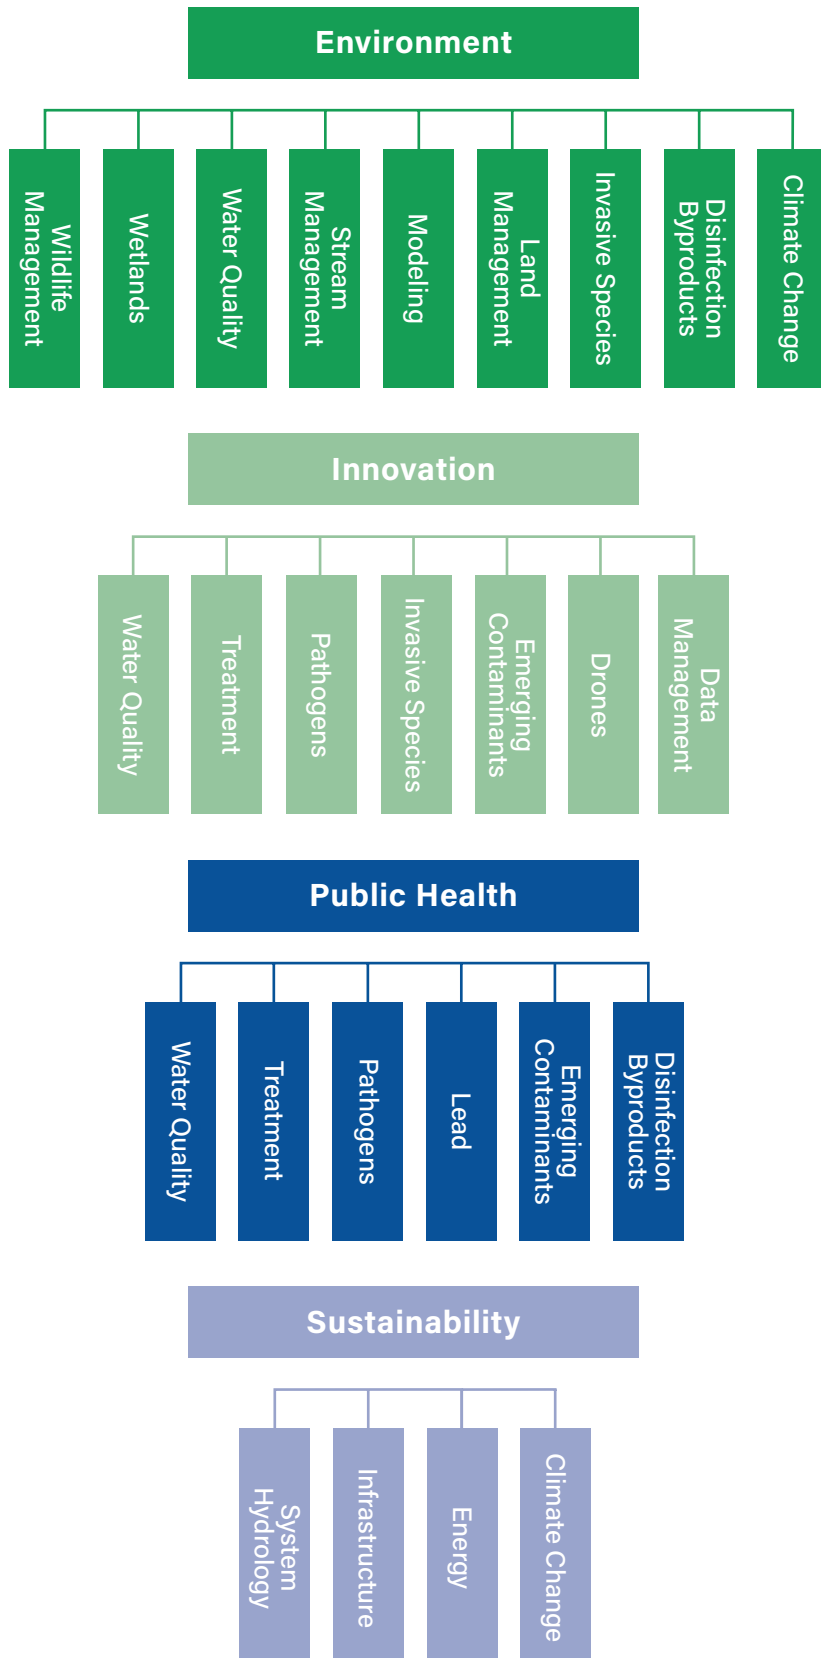 Environment
Wildlife
Management
Wetlands
Water Quality
Stream
Management
Modeling
Land
Management
Invasive Species
Disinfection
Byproducts
Climate Change
Innovation
Water Quality
Treatment
Pathogens
Invasive Species
Emerging
Contaminants
Drones
Data
Management
Public Health
Water Quality
Treatment
Pathogens
Lead
Emerging
Contaminants
Disinfection
Byproducts
Sustainability
System
Hydrology
Infrastructure
Energy
Climate Change